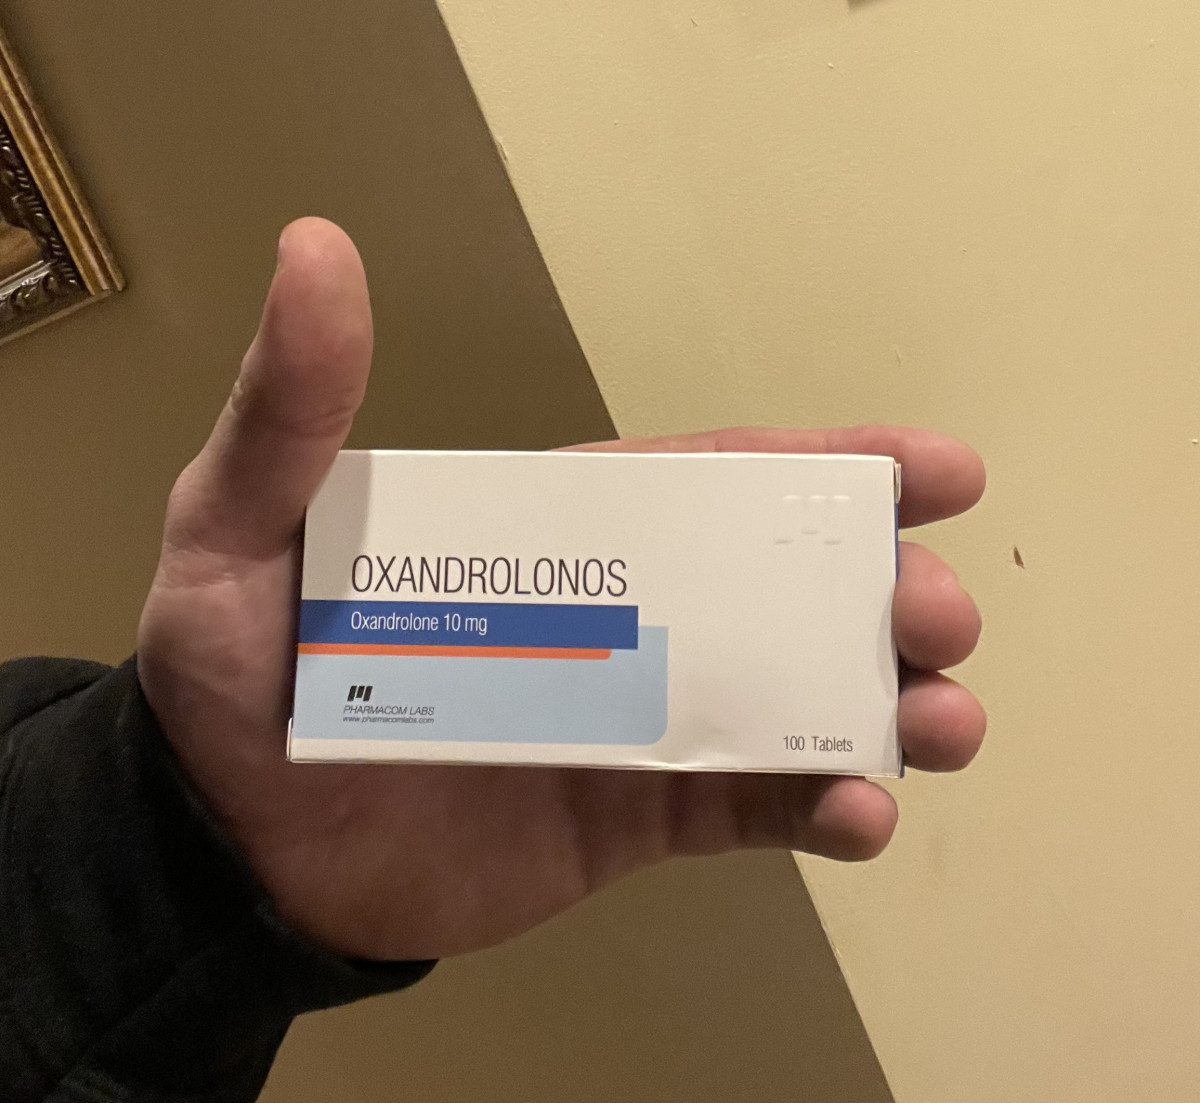 OXANDROLONOS
Oxandrolone 10 mg
PHARMACOM LABS
www.pharmacomlabs.com
100 Tablets